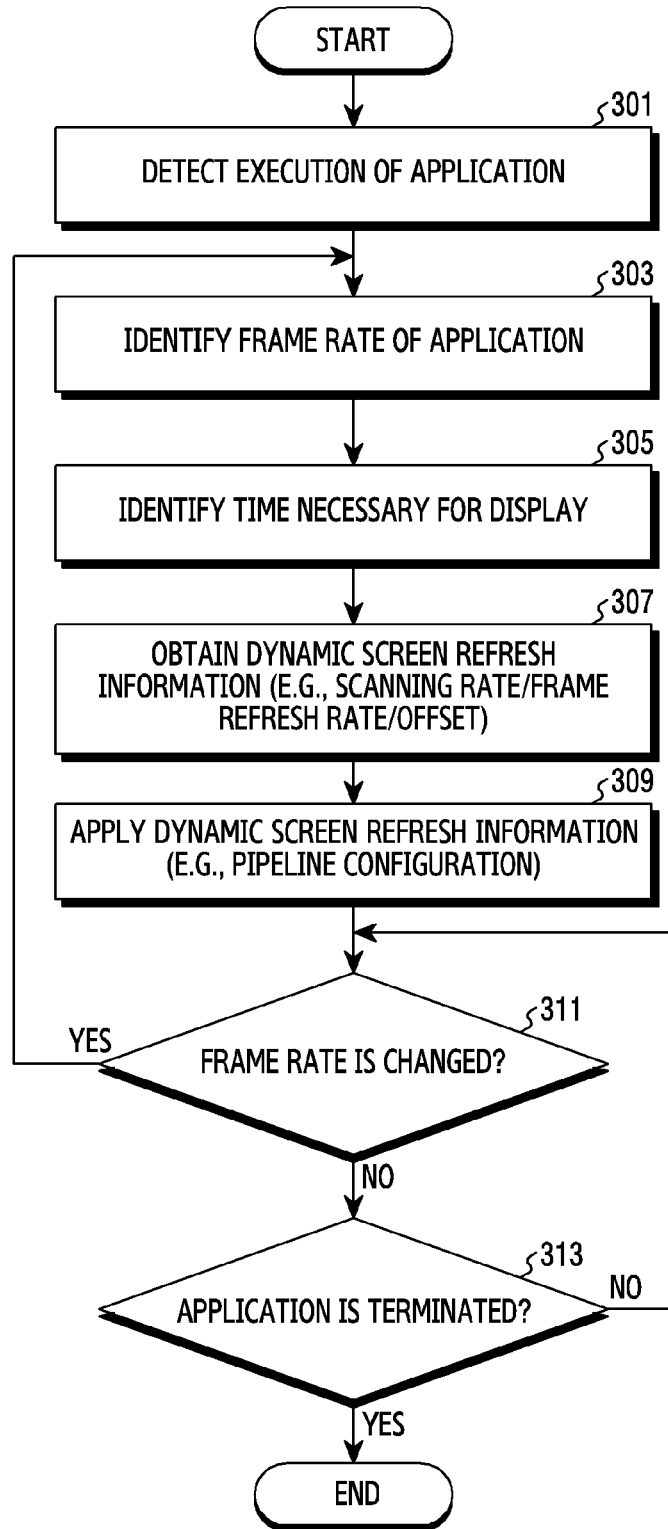 START
301
DETECT EXECUTION OF APPLICATION
303
IDENTIFY FRAME RATE OF APPLICATION
305
IDENTIFY TIME NECESSARY FOR DISPLAY
307
OBTAIN DYNAMIC SCREEN REFRESH
INFORMATION (E.G., SCANNING RATE/FRAME
REFRESH RATE/OFFSET)
309
APPLY DYNAMIC SCREEN REFRESH INFORMATION
(E.G., PIPELINE CONFIGURATION)
311
YES
FRAME RATE IS CHANGED?
NO
313
NO
APPLICATION IS TERMINATED?
YES
END